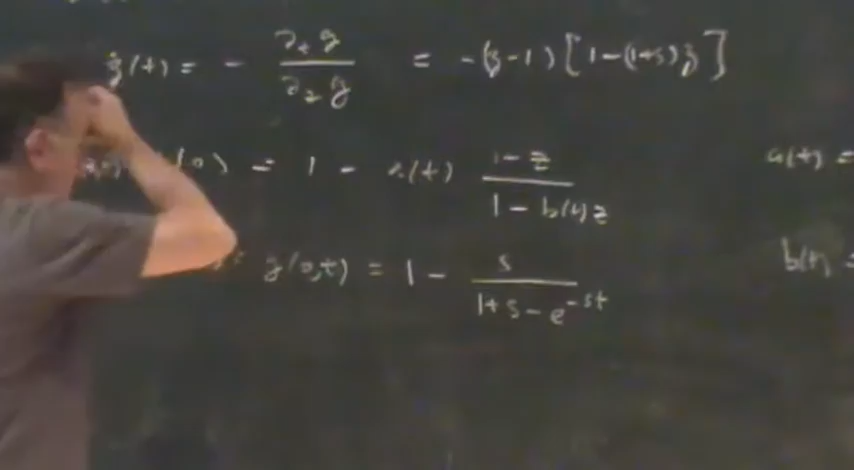 ż(t) = - ∂ₜg / ∂_z g = -(z-1)[1-(1+s)z]
(0) = 1 - a(t) (1-z) / (1-b(t)z) a(t) =
g(0,t) = 1 - s / (1+s-e^{-st}) b(t) =